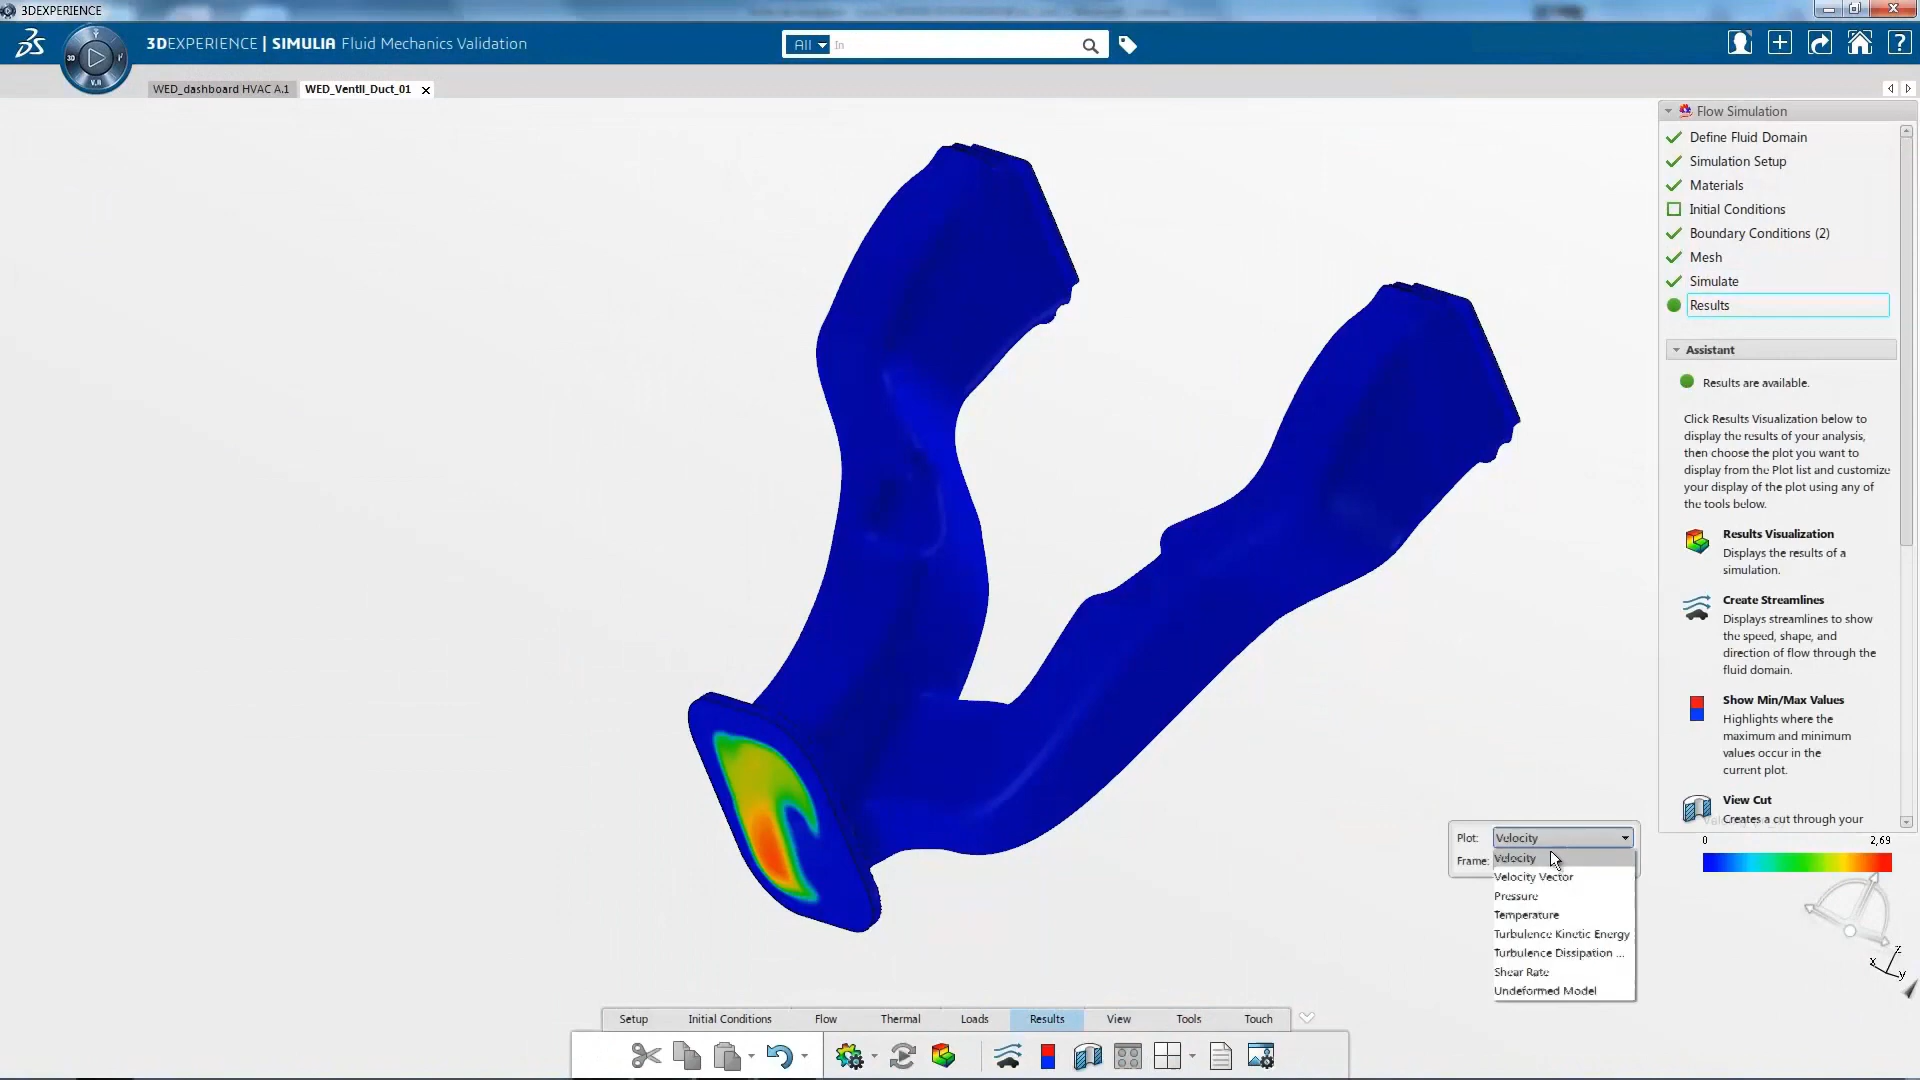 3DEXPERIENCE
3DEXPERIENCE | SIMULIA Fluid Mechanics Validation
All
In
?
3D
V.R
WED_dashboard HVAC A.1
WED_Ventil_Duct_01
Flow Simulation
Define Fluid Domain
Simulation Setup
Materials
Initial Conditions
Boundary Conditions (2)
Mesh
Simulate
Results
Assistant
Results are available.
Click Results Visualization below to
display the results of your analysis,
then choose the plot you want to
display from the Plot list and customize
your display of the plot using any of
the tools below.
Results Visualization
Displays the results of a
simulation.
Create Streamlines
Displays streamlines to show
the speed, shape, and
direction of flow through the
fluid domain.
Show Min/Max Values
Highlights where the
maximum and minimum
values occur in the
current plot.
View Cut
Creates a cut through your
0 2,69
Plot: Velocity
Frame:
Velocity
Velocity Vector
Pressure
Temperature
Turbulence Kinetic Energy
Turbulence Dissipation ...
Shear Rate
Undeformed Model
z
x
y
Setup Initial Conditions Flow Thermal Loads Results View Tools Touch